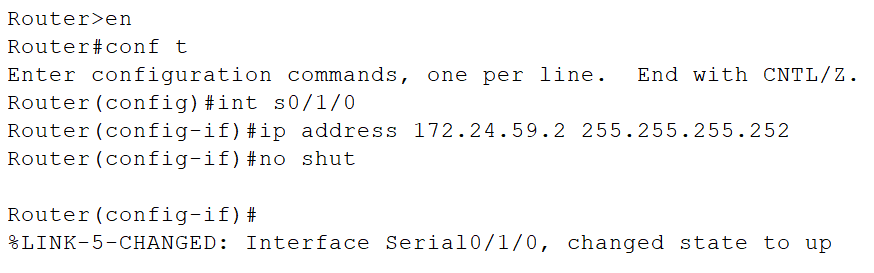 Router>en
Router#conf t
Enter configuration commands, one per line.  End with CNTL/Z.
Router(config)#int s0/1/0
Router(config-if)#ip address 172.24.59.2 255.255.255.252
Router(config-if)#no shut
Router(config-if)#
%LINK-5-CHANGED: Interface Serial0/1/0, changed state to up